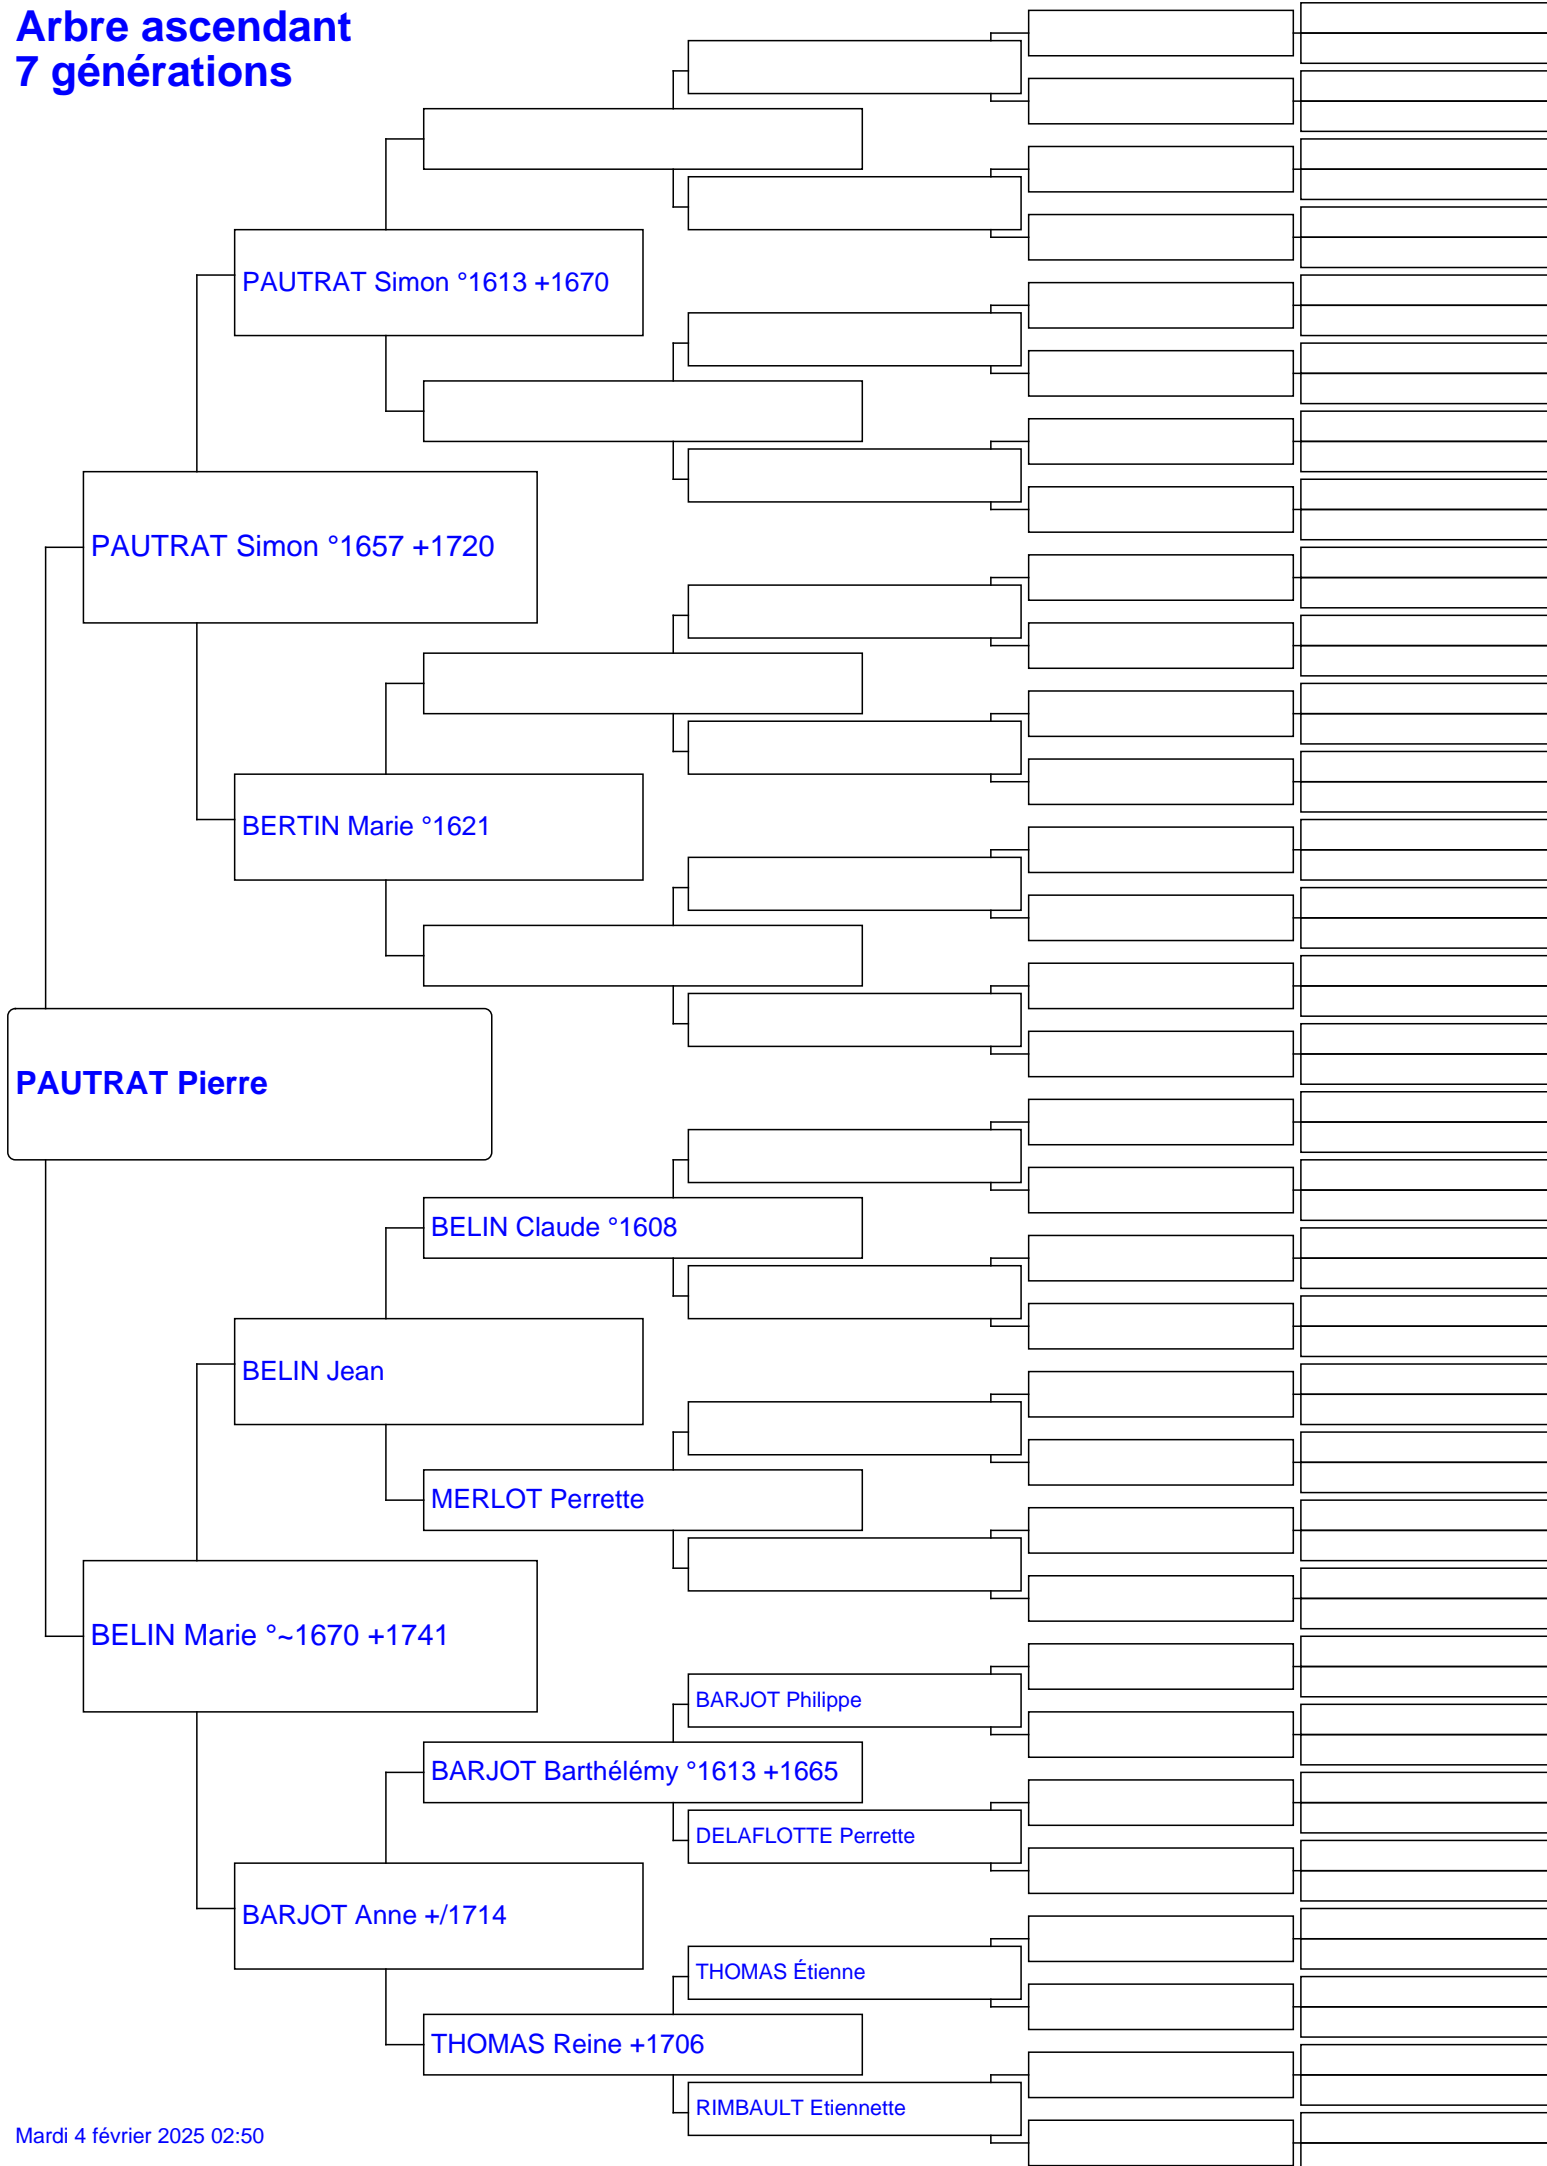 Arbre ascendant
7 générations
PAUTRAT Simon °1613 +1670
PAUTRAT Simon °1657 +1720
BERTIN Marie °1621
PAUTRAT Pierre
BELIN Claude °1608
BELIN Jean
MERLOT Perrette
BELIN Marie °~1670 +1741
BARJOT Philippe
BARJOT Barthélémy °1613 +1665
DELAFLOTTE Perrette
BARJOT Anne +/1714
THOMAS Étienne
THOMAS Reine +1706
RIMBAULT Etiennette
Mardi 4 février 2025 02:50